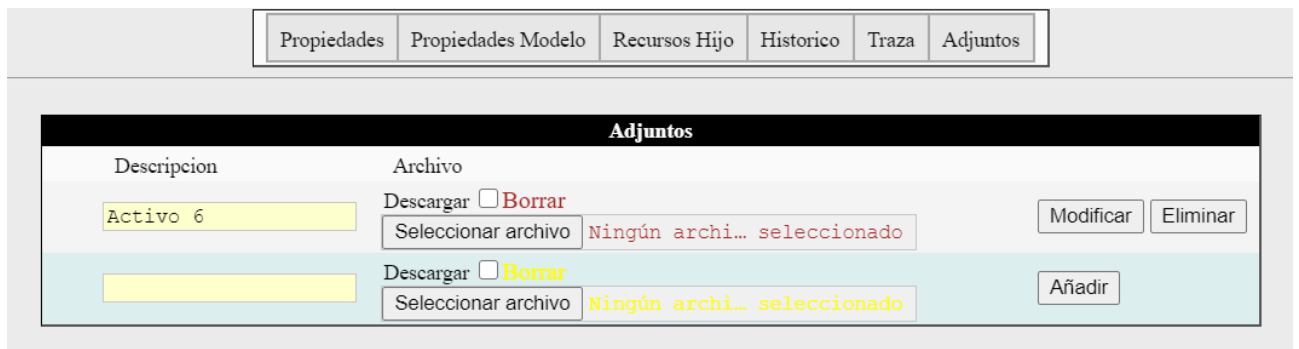 Propiedades Propiedades Modelo Recursos Hijo Historico Traza Adjuntos
Adjuntos
Descripcion Archivo
Descargar Borrar
Activo 6 Seleccionar archivo Ningún archi… seleccionado Modificar Eliminar
Descargar Borrar
Seleccionar archivo Ningún archi… seleccionado Añadir